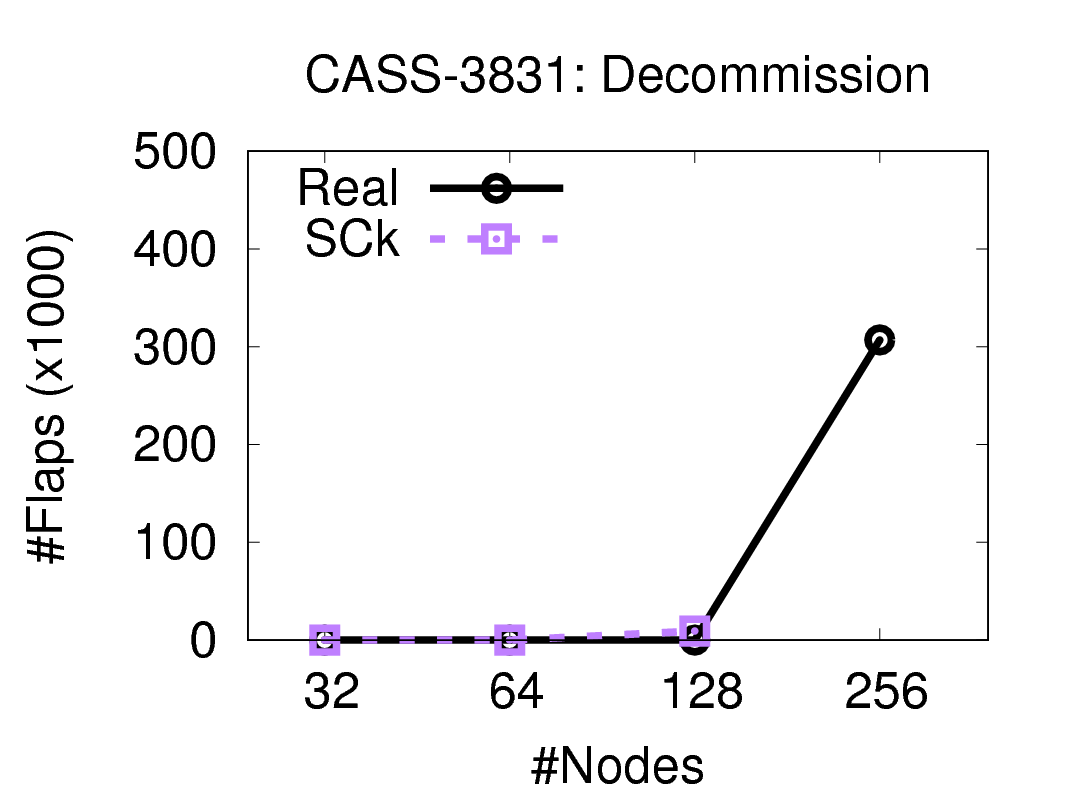 CASS-3831: Decommission
500
400
300
200
100
0
Real
SCk
#Flaps (x1000)
32 64 128 256
#Nodes